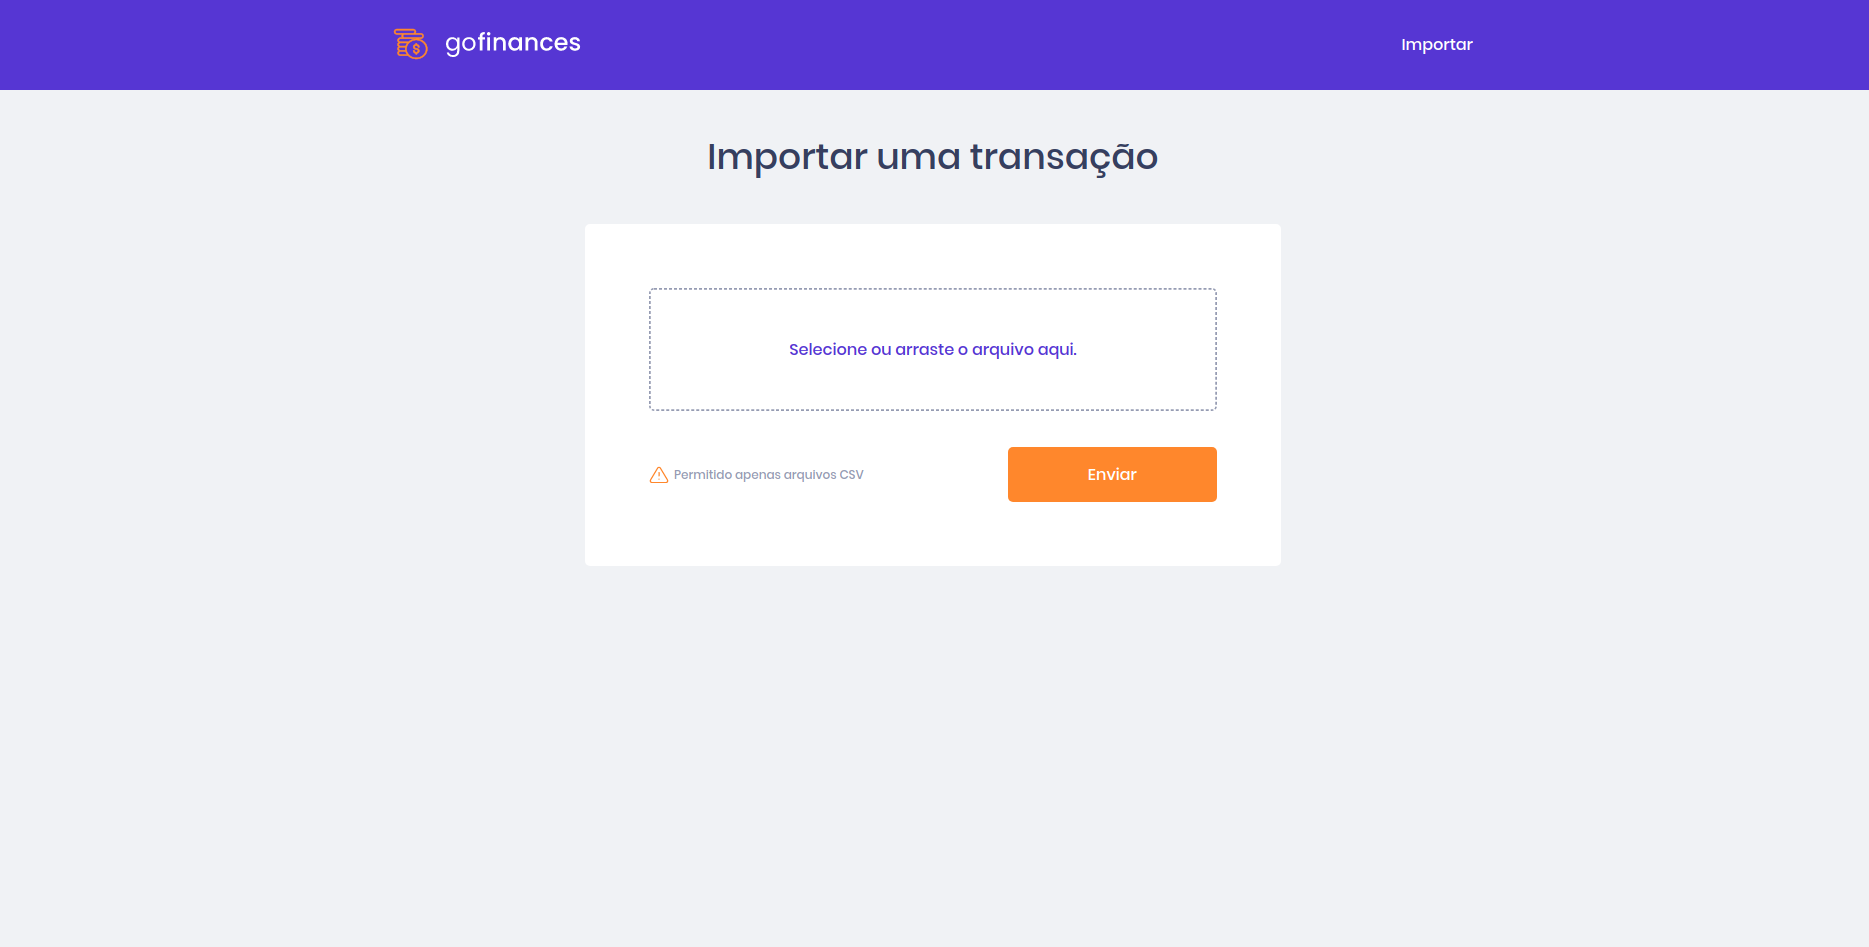 gofinances
Importar
Importar uma transação
Selecione ou arraste o arquivo aqui.
Permitido apenas arquivos CSV
Enviar